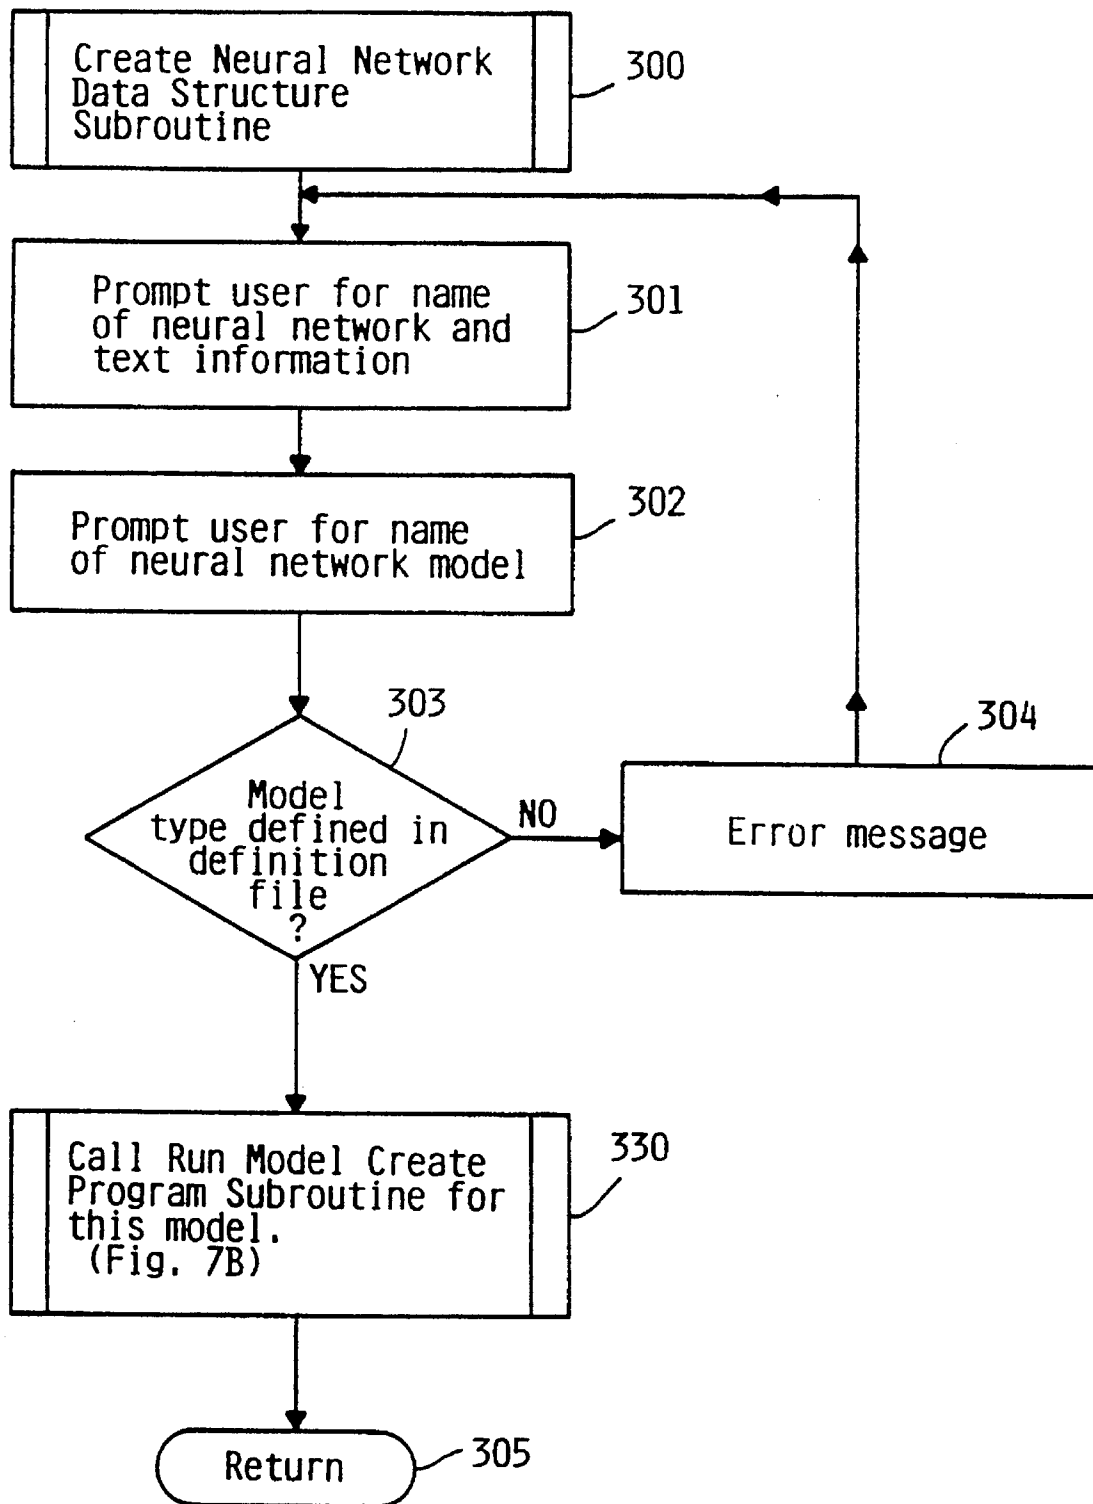 Create Neural Network
Data Structure
Subroutine
300
Prompt user for name
of neural network and
text information
301
Prompt user for name
of neural network model
302
303
Model
type defined in
definition
file
?
NO
304
Error message
YES
Call Run Model Create
Program Subroutine for
this model.
(Fig. 7B)
330
Return
305